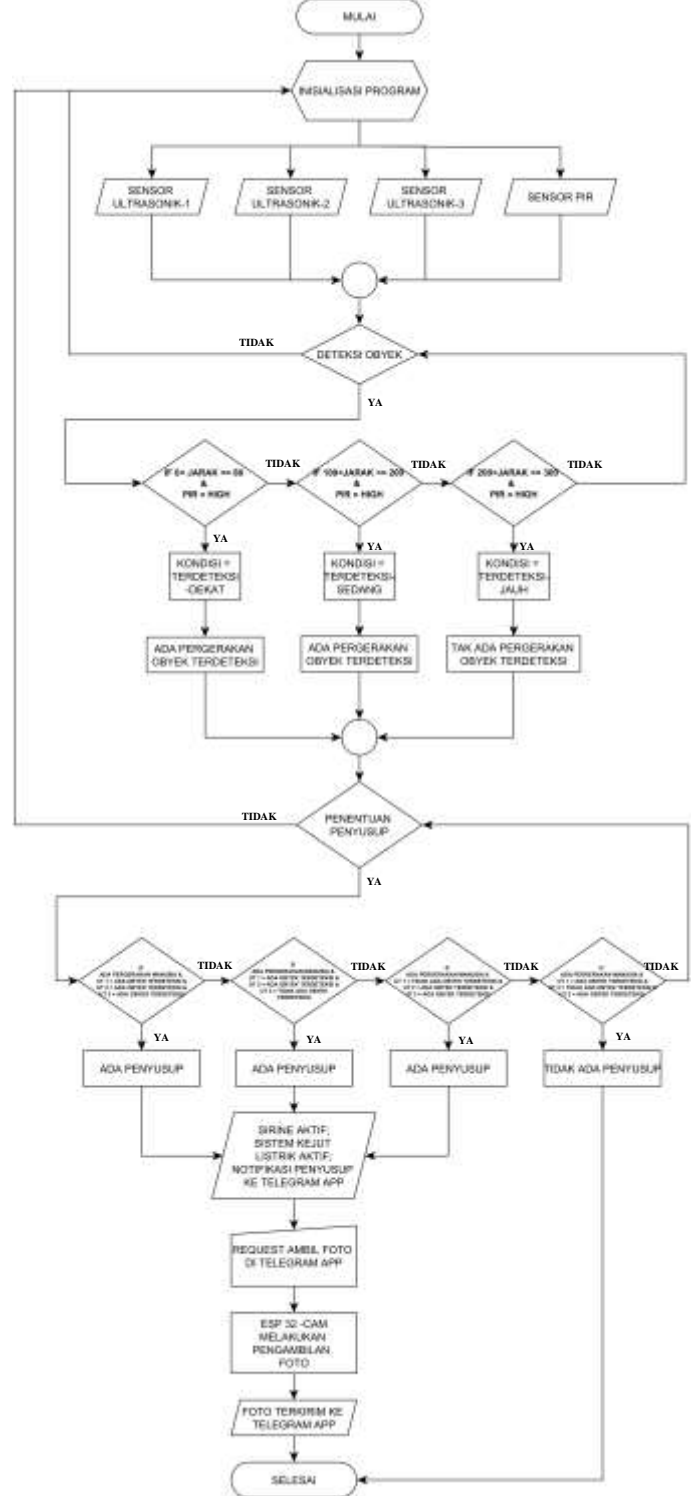 MULAI
INISIALISASI PROGRAM
SENSOR
ULTRASONIK-1
SENSOR
ULTRASONIK-2
SENSOR
ULTRASONIK-3
SENSOR PIR
DETEKSI OBYEK
TIDAK
YA
&
PIR = HIGH
TIDAK
&
PIR = HIGH
TIDAK
&
PIR = HIGH
TIDAK
YA
YA
YA
KONDISI =
TERDETEKSI
-DEKAT
KONDISI =
TERDETEKSI-
SEDANG
KONDISI =
TERDETEKSI-
JAUH
ADA PERGERAKAN
OBYEK TERDETEKSI
ADA PERGERAKAN
OBYEK TERDETEKSI
TAK ADA PERGERAKAN
OBYEK TERDETEKSI
TIDAK
PENENTUAN
PENYUSUP
YA
TIDAK
TIDAK
TIDAK
TIDAK
YA
YA
YA
YA
ADA PENYUSUP
ADA PENYUSUP
ADA PENYUSUP
TIDAK ADA PENYUSUP
SIRINE AKTIF;
SISTEM KEJUT
LISTRIK AKTIF;
NOTIFIKASI PENYUSUP
KE TELEGRAM APP
REQUEST AMBIL FOTO
DI TELEGRAM APP
ESP 32 -CAM
MELAKUKAN
PENGAMBILAN
FOTO
FOTO TERKIRIM KE
TELEGRAM APP
SELESAI